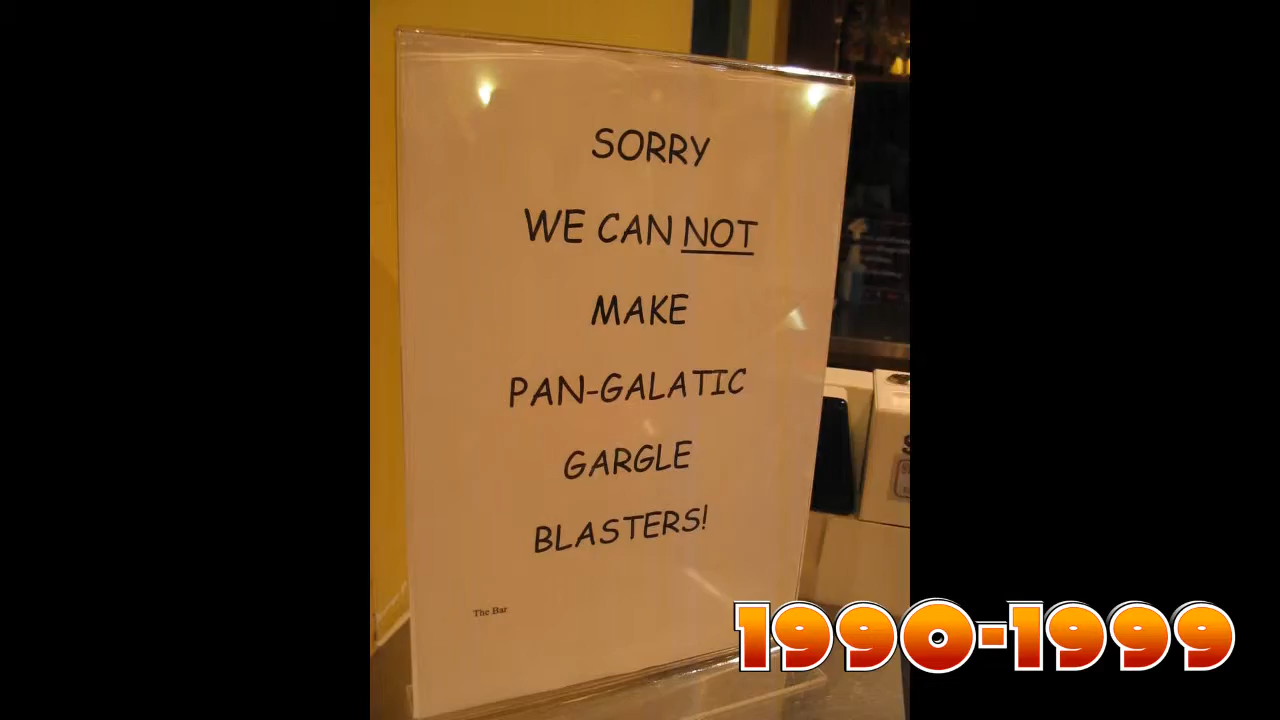 SORRY
WE CAN NOT
MAKE
PAN-GALATIC
GARGLE
BLASTERS!
The Bar
1990-1999